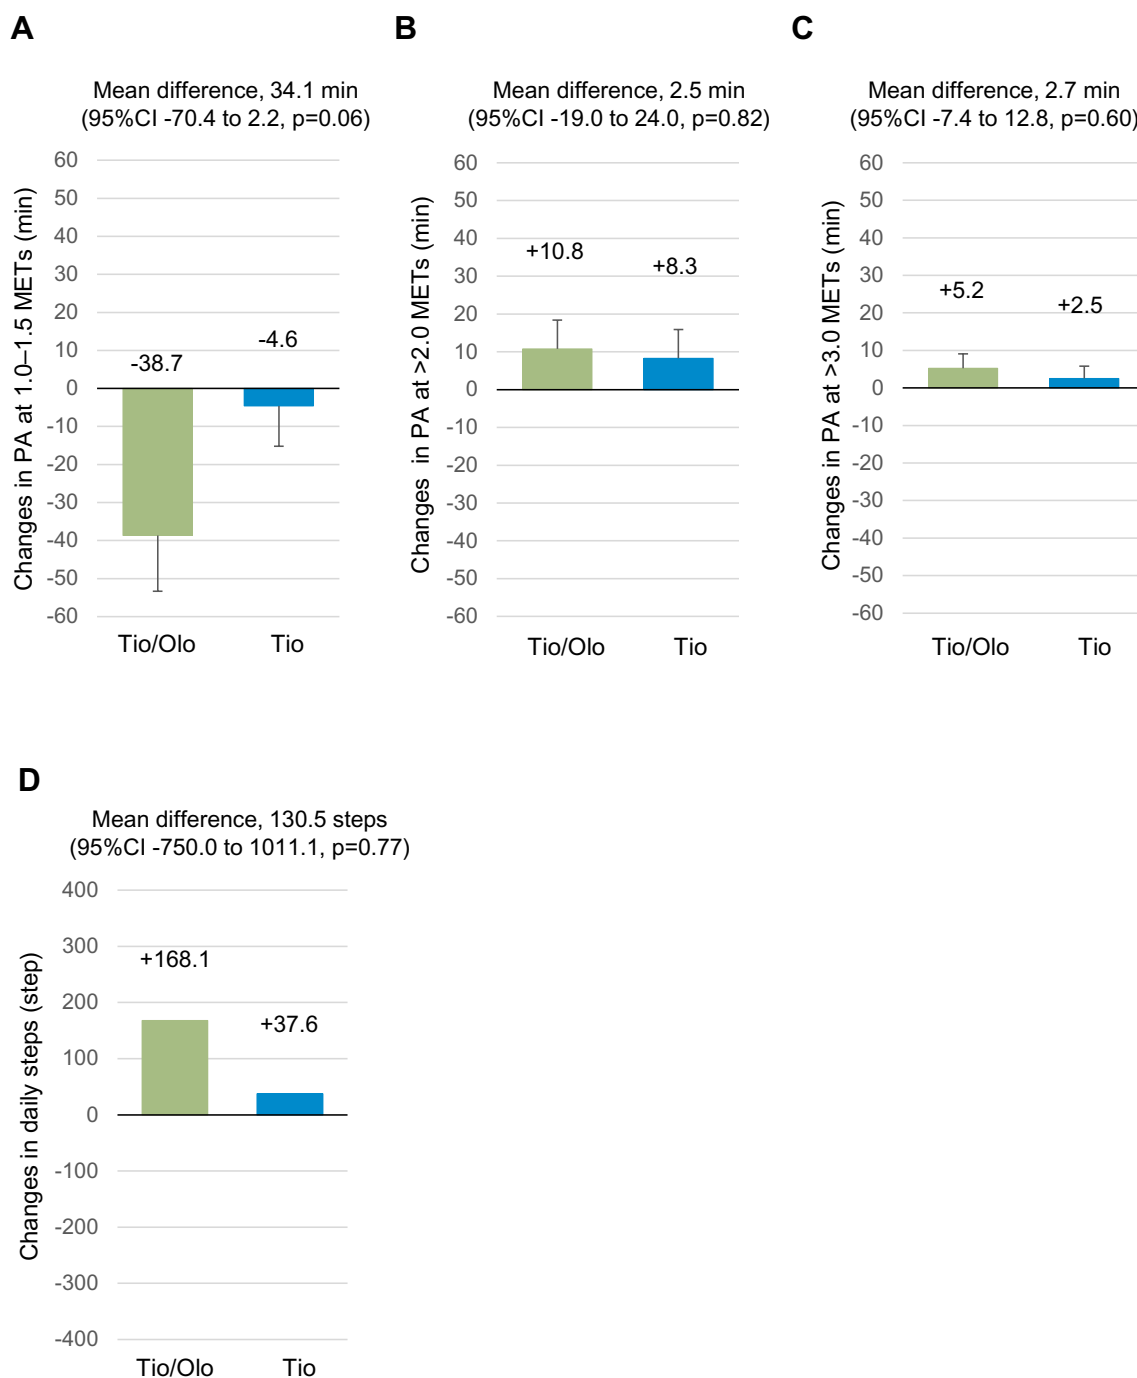 A
Mean difference, 34.1 min
(95%CI -70.4 to 2.2, p=0.06)
Changes in PA at 1.0–1.5 METs (min)
60
50
40
30
20
10
0
-10
-20
-30
-40
-50
-60
-38.7
-4.6
Tio/Olo
Tio
B
Mean difference, 2.5 min
(95%CI -19.0 to 24.0, p=0.82)
Changes in PA at >2.0 METs (min)
60
50
40
30
20
10
0
-10
-20
-30
-40
-50
-60
+10.8
+8.3
Tio/Olo
Tio
C
Mean difference, 2.7 min
(95%CI -7.4 to 12.8, p=0.60)
Changes in PA at >3.0 METs (min)
60
50
40
30
20
10
0
-10
-20
-30
-40
-50
-60
+5.2
+2.5
Tio/Olo
Tio
D
Mean difference, 130.5 steps
(95%CI -750.0 to 1011.1, p=0.77)
Changes in daily steps (step)
400
300
200
100
0
-100
-200
-300
-400
+168.1
+37.6
Tio/Olo
Tio